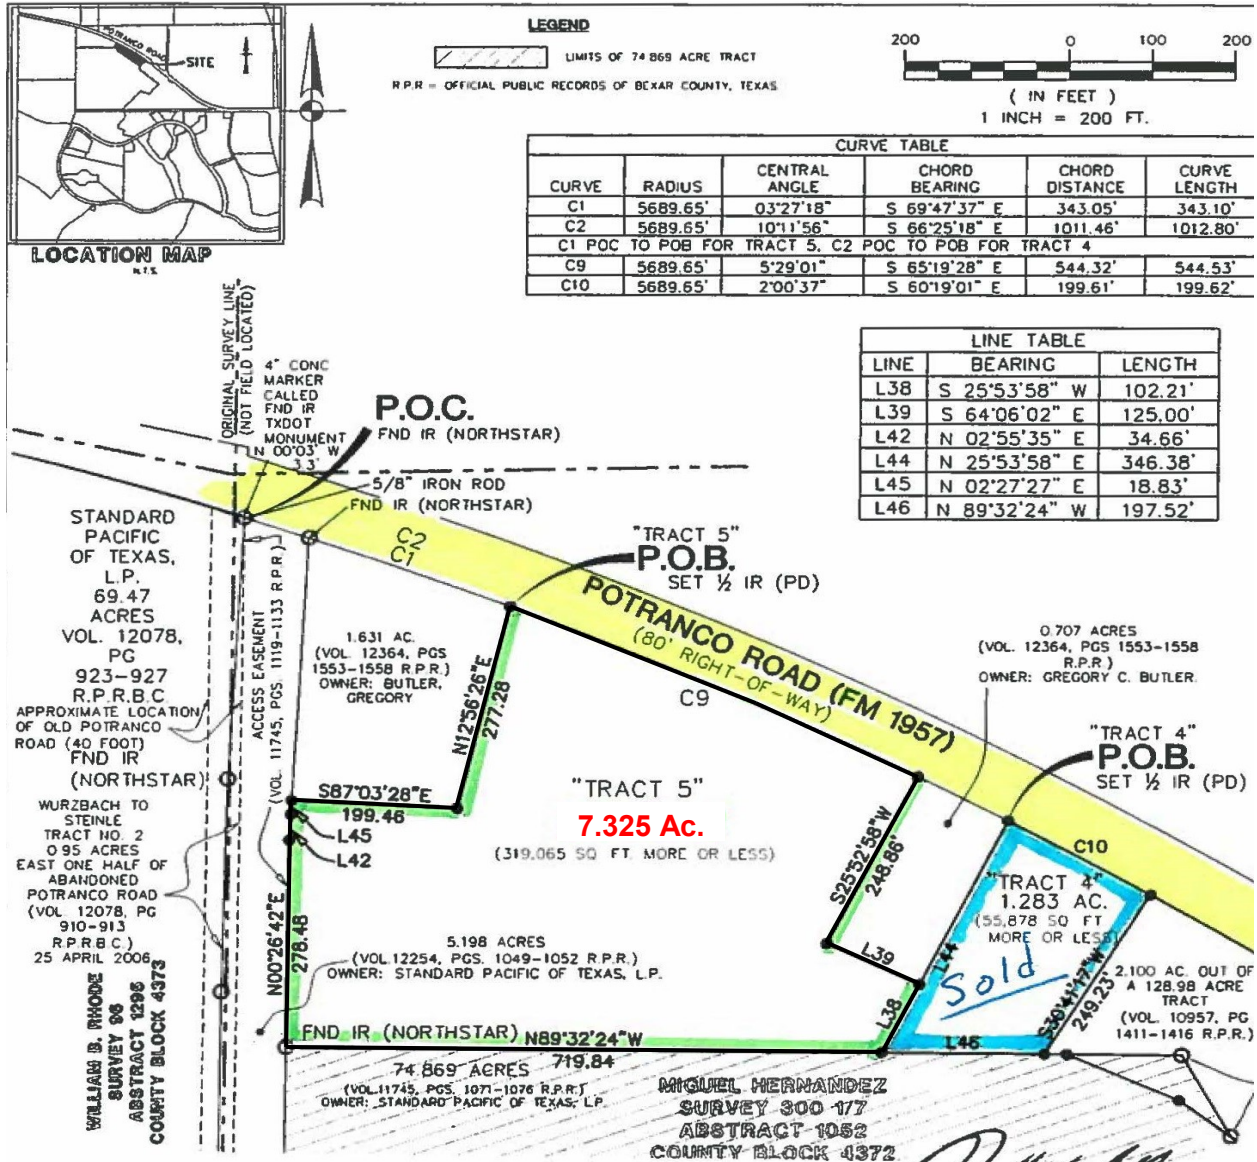 POTRANCO ROAD
SITE
LOCATION MAP
N.T.S.
LEGEND
LIMITS OF 74 869 ACRE TRACT
R.P.R = OFFICIAL PUBLIC RECORDS OF BEXAR COUNTY, TEXAS
200 0 100 200
( IN FEET )
1 INCH = 200 FT.
CURVE TABLE
CURVE RADIUS CENTRAL ANGLE CHORD BEARING CHORD DISTANCE CURVE LENGTH
C1 5689.65' 03°27'18" S 69°47'37" E 343.05' 343.10'
C2 5689.65' 10°11'56" S 66°25'18" E 1011.46' 1012.80'
C1 POC TO POB FOR TRACT 5. C2 POC TO POB FOR TRACT 4
C9 5689.65' 5°29'01" S 65°19'28" E 544.32' 544.53'
C10 5689.65' 2°00'37" S 60°19'01" E 199.61' 199.62'
LINE TABLE
LINE BEARING LENGTH
L38 S 25°53'58" W 102.21'
L39 S 64°06'02" E 125.00'
L42 N 02°55'35" E 34.66'
L44 N 25°53'58" E 346.38'
L45 N 02°27'27" E 18.83'
L46 N 89°32'24" W 197.52'
ORIGINAL SURVEY LINE
(NOT FIELD LOCATED)
4" CONC
MARKER
CALLED
FND IR
TXDOT
MONUMENT
N 00°03' W
3.3'
P.O.C.
FND IR (NORTHSTAR)
5/8" IRON ROD
FND IR (NORTHSTAR)
C2
C1
"TRACT 5"
P.O.B.
SET ½ IR (PD)
POTRANCO ROAD (FM 1957)
(80' RIGHT-OF-WAY)
C9
STANDARD
PACIFIC
OF TEXAS,
L.P.
69.47
ACRES
VOL. 12078,
PG
923-927
R.P.R.B.C
APPROXIMATE LOCATION
OF OLD POTRANCO
ROAD (40 FOOT)
FND IR
(NORTHSTAR)
WURZBACH TO
STEINLE
TRACT NO. 2
0 95 ACRES
EAST ONE HALF OF
ABANDONED
POTRANCO ROAD
(VOL 12078, PG
910-913
R.P.R.B.C.)
25 APRIL 2006
WILLIAM B. RHODE
SURVEY 96
ABSTRACT 1295
COUNTY BLOCK 4373
ACCESS EASEMENT
(VOL. 11745, PGS. 1119-1133 R.P.R.)
1.631 AC.
(VOL. 12364, PGS
1553-1558 R.P.R.)
OWNER: BUTLER,
GREGORY
N12°56'26"E
277.28
S87°03'28"E
199.46
L45
L42
N00°26'42"E
278.48
"TRACT 5"
7.325 Ac.
(319,065 SQ FT. MORE OR LESS)
S25°52'58"W
248.86'
L39
L38
L44
0.707 ACRES
(VOL. 12364, PGS 1553-1558
R.P.R.)
OWNER: GREGORY C. BUTLER.
"TRACT 4"
P.O.B.
SET ½ IR (PD)
C10
"TRACT 4"
1.283 AC.
(55,878 SQ FT
MORE OR LESS)
Sold
L46
S30°41'17"W
249.23'
2.100 AC. OUT OF
A 128.98 ACRE
TRACT
(VOL. 10957, PG
1411-1416 R.P.R.)
5.198 ACRES
(VOL.12254, PGS. 1049-1052 R.P.R.)
OWNER: STANDARD PACIFIC OF TEXAS, L.P.
FND IR (NORTHSTAR)
N89°32'24"W
719.84
74.869 ACRES
(VOL.11745, PGS. 1071-1076 R.P.R.)
OWNER: STANDARD PACIFIC OF TEXAS, L.P.
MIGUEL HERNANDEZ
SURVEY 300 177
ABSTRACT 1052
COUNTY BLOCK 4372